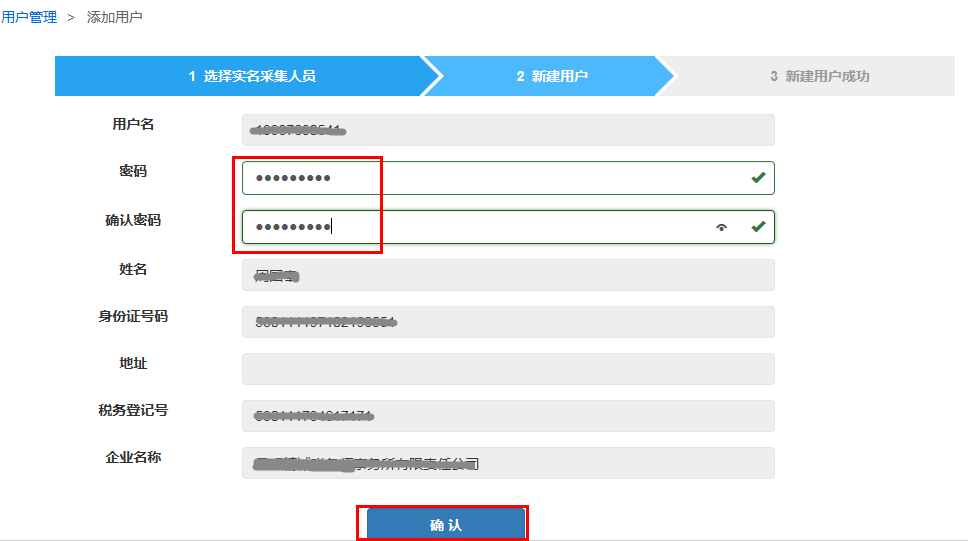 用户管理 > 添加用户
1 选择实名采集人员
2 新建用户
3 新建用户成功
用户名
密码
●●●●●●●●●
确认密码
●●●●●●●●●
姓名
身份证号码
地址
税务登记号
企业名称
事务所有限责任公司
确 认